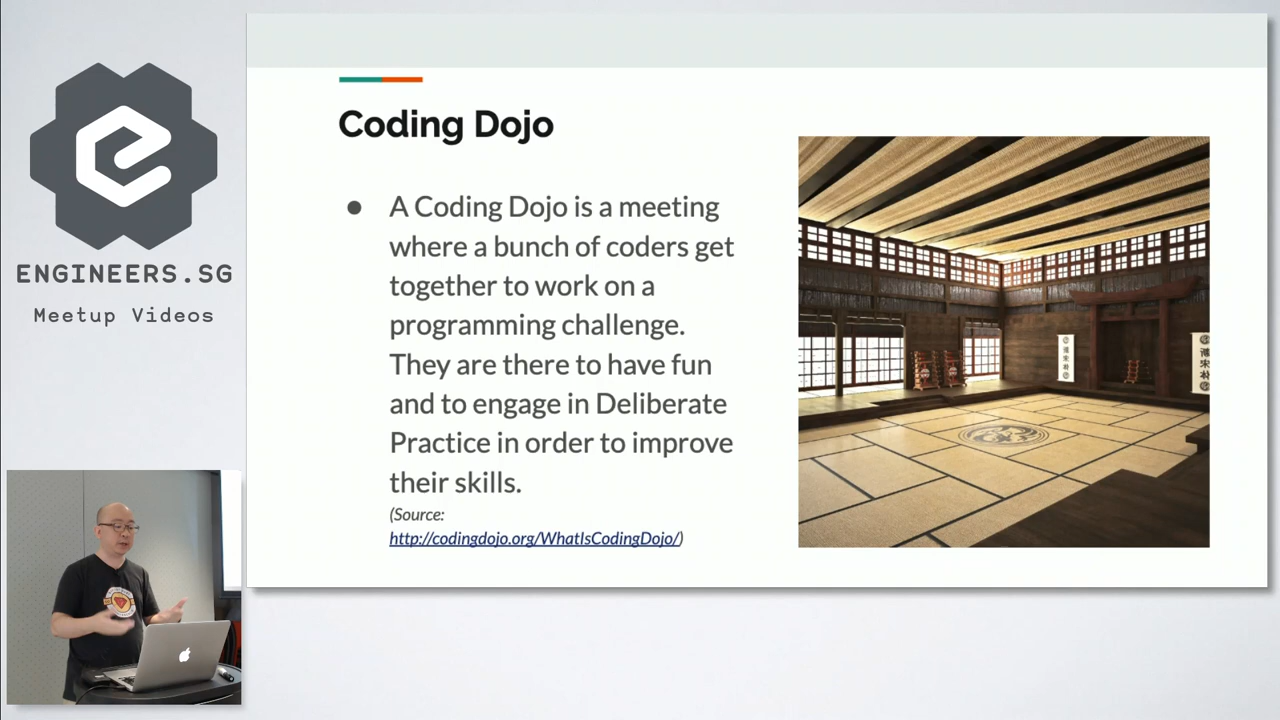 ENGINEERS.SG
Meetup Videos
Coding Dojo
● A Coding Dojo is a meeting
where a bunch of coders get
together to work on a
programming challenge.
They are there to have fun
and to engage in Deliberate
Practice in order to improve
their skills.
(Source:
http://codingdojo.org/WhatIsCodingDojo/)